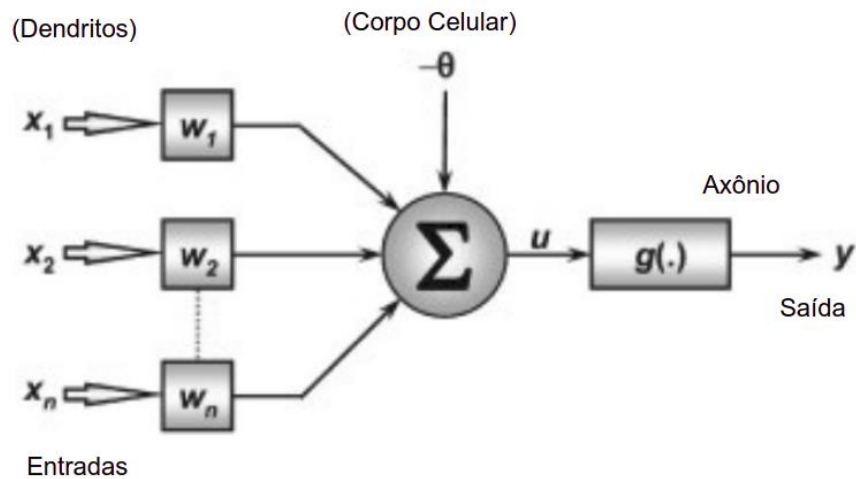 (Dendritos)
(Corpo Celular)
−θ
x₁
w₁
Axônio
x₂
w₂
Σ
u
g(.)
y
Saída
xₙ
wₙ
Entradas